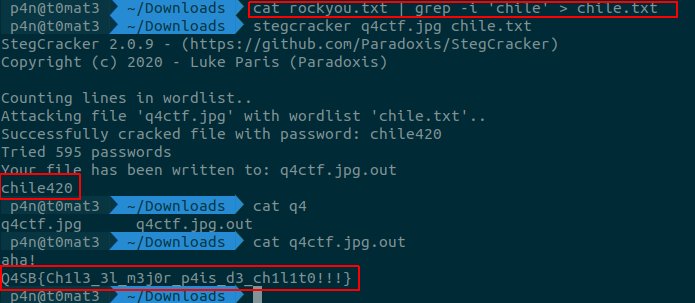 p4n@t0mat3 ~/Downloads cat rockyou.txt | grep -i 'chile' > chile.txt
p4n@t0mat3 ~/Downloads stegcracker q4ctf.jpg chile.txt
StegCracker 2.0.9 - (https://github.com/Paradoxis/StegCracker)
Copyright (c) 2020 - Luke Paris (Paradoxis)
Counting lines in wordlist..
Attacking file 'q4ctf.jpg' with wordlist 'chile.txt'..
Successfully cracked file with password: chile420
Tried 595 passwords
Your file has been written to: q4ctf.jpg.out
chile420
p4n@t0mat3 ~/Downloads cat q4
q4ctf.jpg q4ctf.jpg.out
p4n@t0mat3 ~/Downloads cat q4ctf.jpg.out
aha!
Q4SB{Ch1l3_3l_m3j0r_p4is_d3_ch1l1t0!!!}
p4n@t0mat3 ~/Downloads